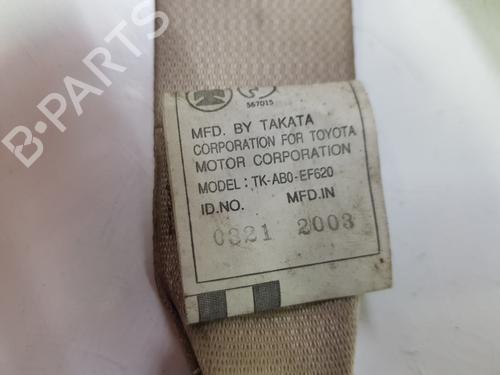 567015
MFD. BY TAKATA
CORPORATION FOR TOYOTA
MOTOR CORPORATION
MODEL : TK-AB0-EF620
ID.NO. MFD.IN
0321 2003
B-PARTS